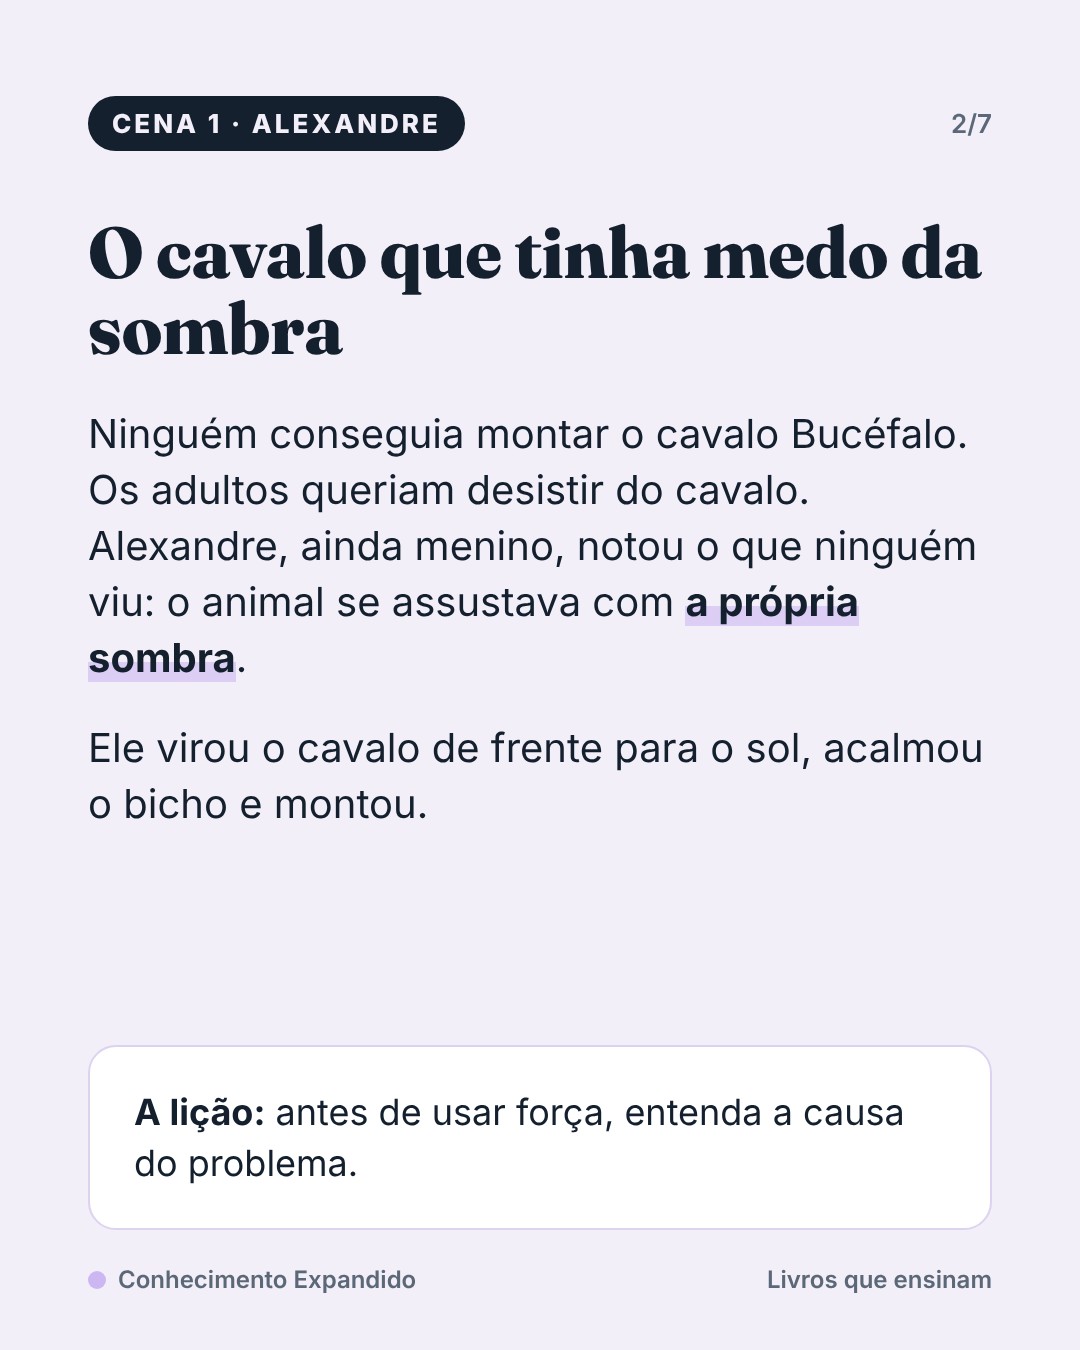 CENA 1 · ALEXANDRE
2/7
O cavalo que tinha medo da
sombra
Ninguém conseguia montar o cavalo Bucéfalo.
Os adultos queriam desistir do cavalo.
Alexandre, ainda menino, notou o que ninguém
viu: o animal se assustava com a própria
sombra.
Ele virou o cavalo de frente para o sol, acalmou
o bicho e montou.
A lição: antes de usar força, entenda a causa
do problema.
Conhecimento Expandido
Livros que ensinam